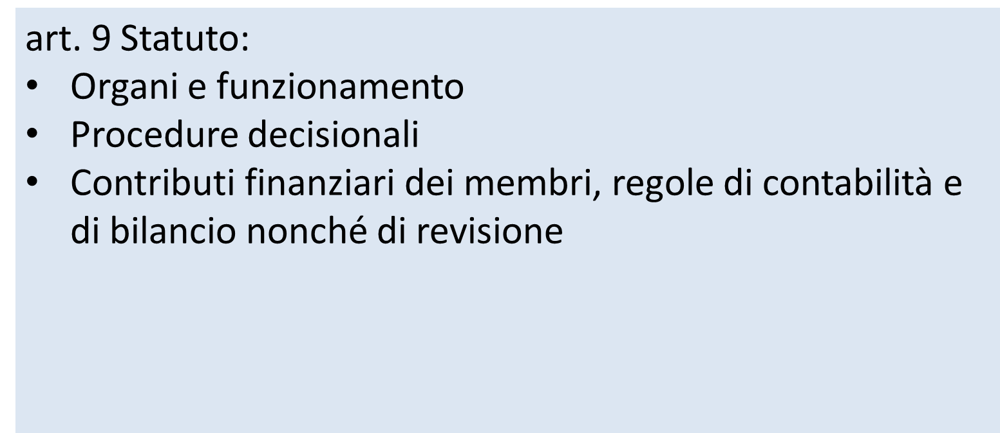 art. 9 Statuto:
• Organi e funzionamento
• Procedure decisionali
• Contributi finanziari dei membri, regole di contabilità e
di bilancio nonché di revisione